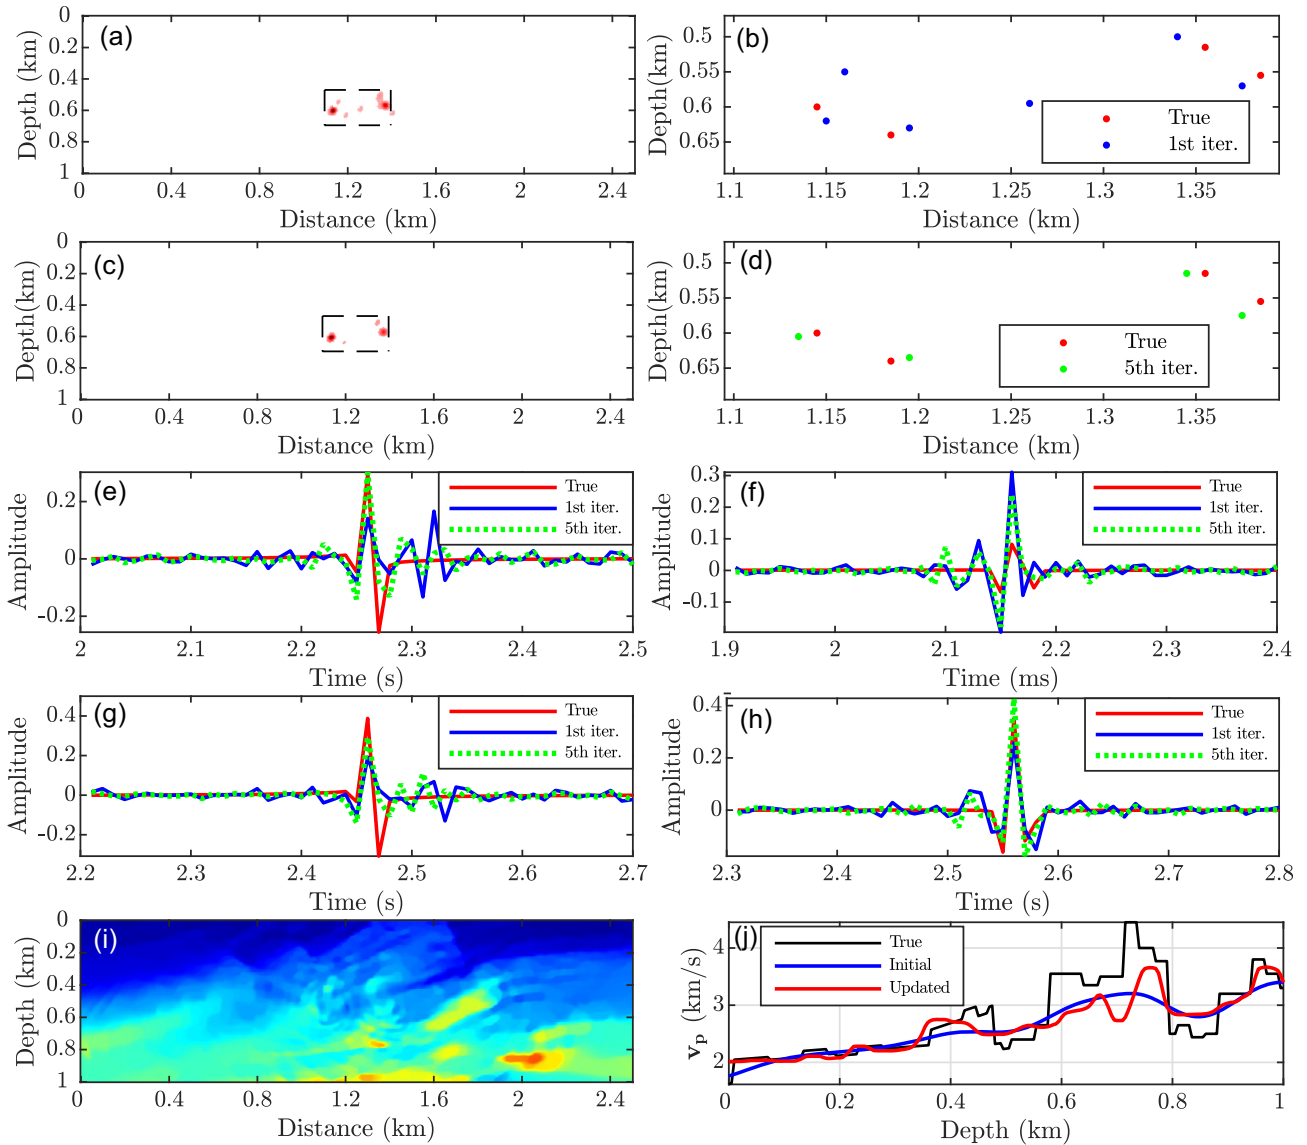 (a)
0
0.2
0.4
0.6
0.8
1
Depth (km)
0 0.4 0.8 1.2 1.6 2 2.4
Distance (km)
(b)
0.5
0.55
0.6
0.65
Depth(km)
True
1st iter.
1.1 1.15 1.2 1.25 1.3 1.35
Distance (km)
(c)
0
0.2
0.4
0.6
0.8
1
Depth(km)
0 0.4 0.8 1.2 1.6 2 2.4
Distance (km)
(d)
0.5
0.55
0.6
0.65
Depth(km)
True
5th iter.
1.1 1.15 1.2 1.25 1.3 1.35
Distance (km)
(e)
0.2
0
-0.2
Amplitude
True
1st iter.
5th iter.
2 2.1 2.2 2.3 2.4 2.5
Time (s)
(f)
0.3
0.2
0.1
0
-0.1
Amplitude
True
1st iter.
5th iter.
1.9 2 2.1 2.2 2.3 2.4
Time (ms)
(g)
0.4
0.2
0
-0.2
Amplitude
True
1st iter.
5th iter.
2.2 2.3 2.4 2.5 2.6 2.7
Time (s)
(h)
0.4
0.2
0
Amplitude
True
1st iter.
5th iter.
2.3 2.4 2.5 2.6 2.7 2.8
Time (s)
(i)
0
0.2
0.4
0.6
0.8
1
Depth (km)
0 0.4 0.8 1.2 1.6 2 2.4
Distance (km)
(j)
4
3
2
vp (km/s)
True
Initial
Updated
0 0.2 0.4 0.6 0.8 1
Depth (km)